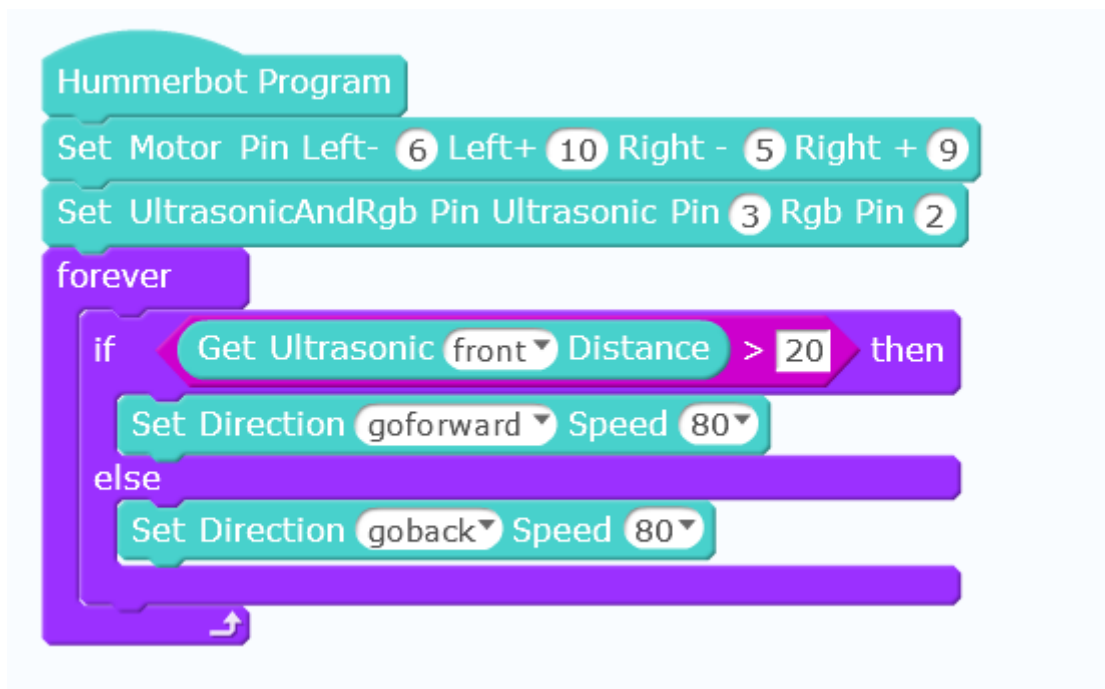 Hummerbot Program
Set Motor Pin Left- 6 Left+ 10 Right - 5 Right + 9
Set UltrasonicAndRgb Pin Ultrasonic Pin 3 Rgb Pin 2
forever
if Get Ultrasonic front Distance > 20 then
Set Direction goforward Speed 80
else
Set Direction goback Speed 80